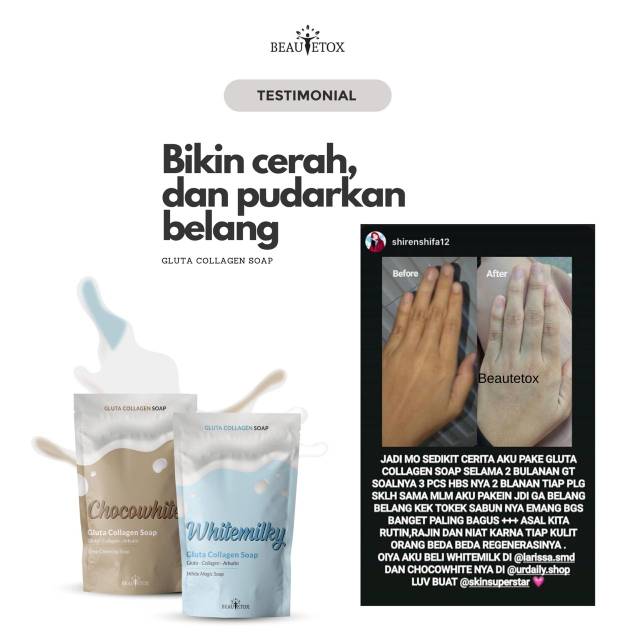 BEAUTETOX
TESTIMONIAL
Bikin cerah,
dan pudarkan
belang
GLUTA COLLAGEN SOAP
shirenshifa12
Before
After
Beautetox
JADI MO SEDIKIT CERITA AKU PAKE GLUTA
COLLAGEN SOAP SELAMA 2 BULANAN GT
SOALNYA 3 PCS HBS NYA 2 BLANAN TIAP PLG
SKLH SAMA MLM AKU PAKEIN JDI GA BELANG
BELANG KEK TOKEK SABUN NYA EMANG BGS
BANGET PALING BAGUS +++ ASAL KITA
RUTIN,RAJIN DAN NIAT KARNA TIAP KULIT
ORANG BEDA BEDA REGENERASINYA .
OIYA AKU BELI WHITEMILK DI @larissa.smd
DAN CHOCOWHITE NYA DI @urdaily.shop
LUV BUAT @skinsuperstar 💗
GLUTA COLLAGEN SOAP
Chocowhite
Gluta Collagen Soap
BEAUTETOX
GLUTA COLLAGEN SOAP
Whitemilky
Gluta Collagen Soap
Gluta - Collagen - Arbutin
White Magic Soap
BEAUTETOX